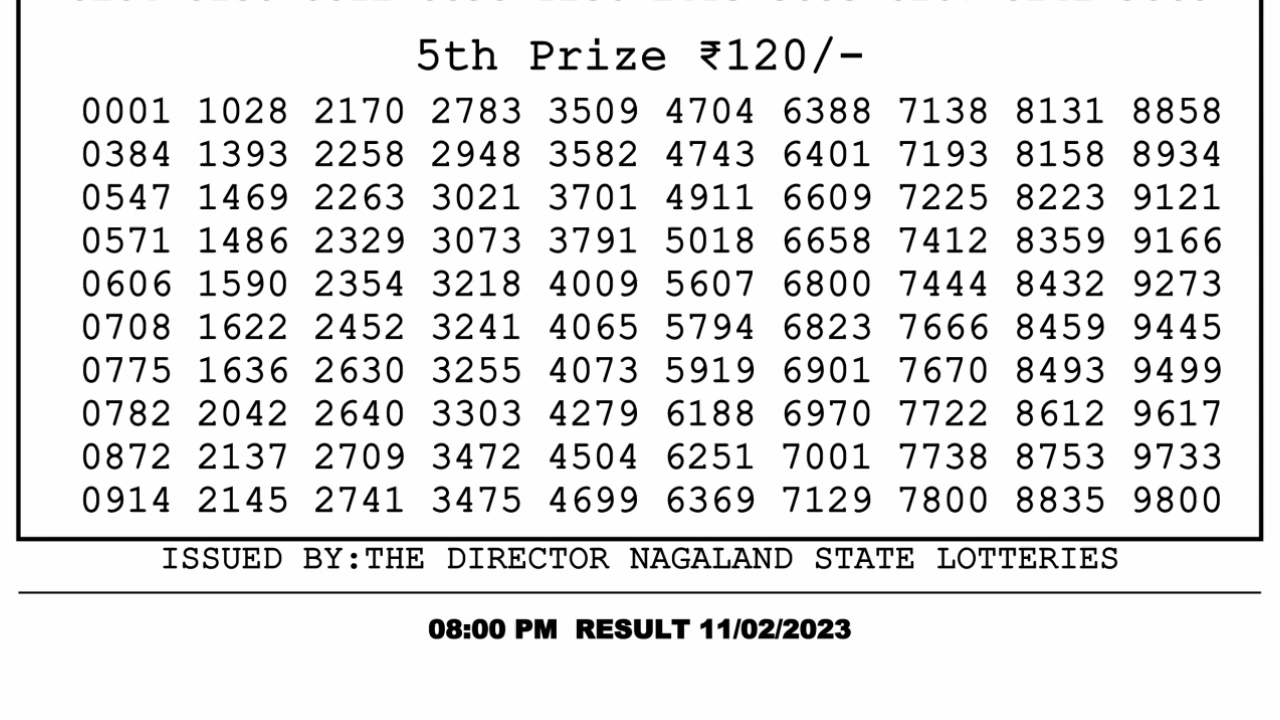 5th Prize ₹120/-
0001 1028 2170 2783 3509 4704 6388 7138 8131 8858
0384 1393 2258 2948 3582 4743 6401 7193 8158 8934
0547 1469 2263 3021 3701 4911 6609 7225 8223 9121
0571 1486 2329 3073 3791 5018 6658 7412 8359 9166
0606 1590 2354 3218 4009 5607 6800 7444 8432 9273
0708 1622 2452 3241 4065 5794 6823 7666 8459 9445
0775 1636 2630 3255 4073 5919 6901 7670 8493 9499
0782 2042 2640 3303 4279 6188 6970 7722 8612 9617
0872 2137 2709 3472 4504 6251 7001 7738 8753 9733
0914 2145 2741 3475 4699 6369 7129 7800 8835 9800
ISSUED BY:THE DIRECTOR NAGALAND STATE LOTTERIES
08:00 PM RESULT 11/02/2023